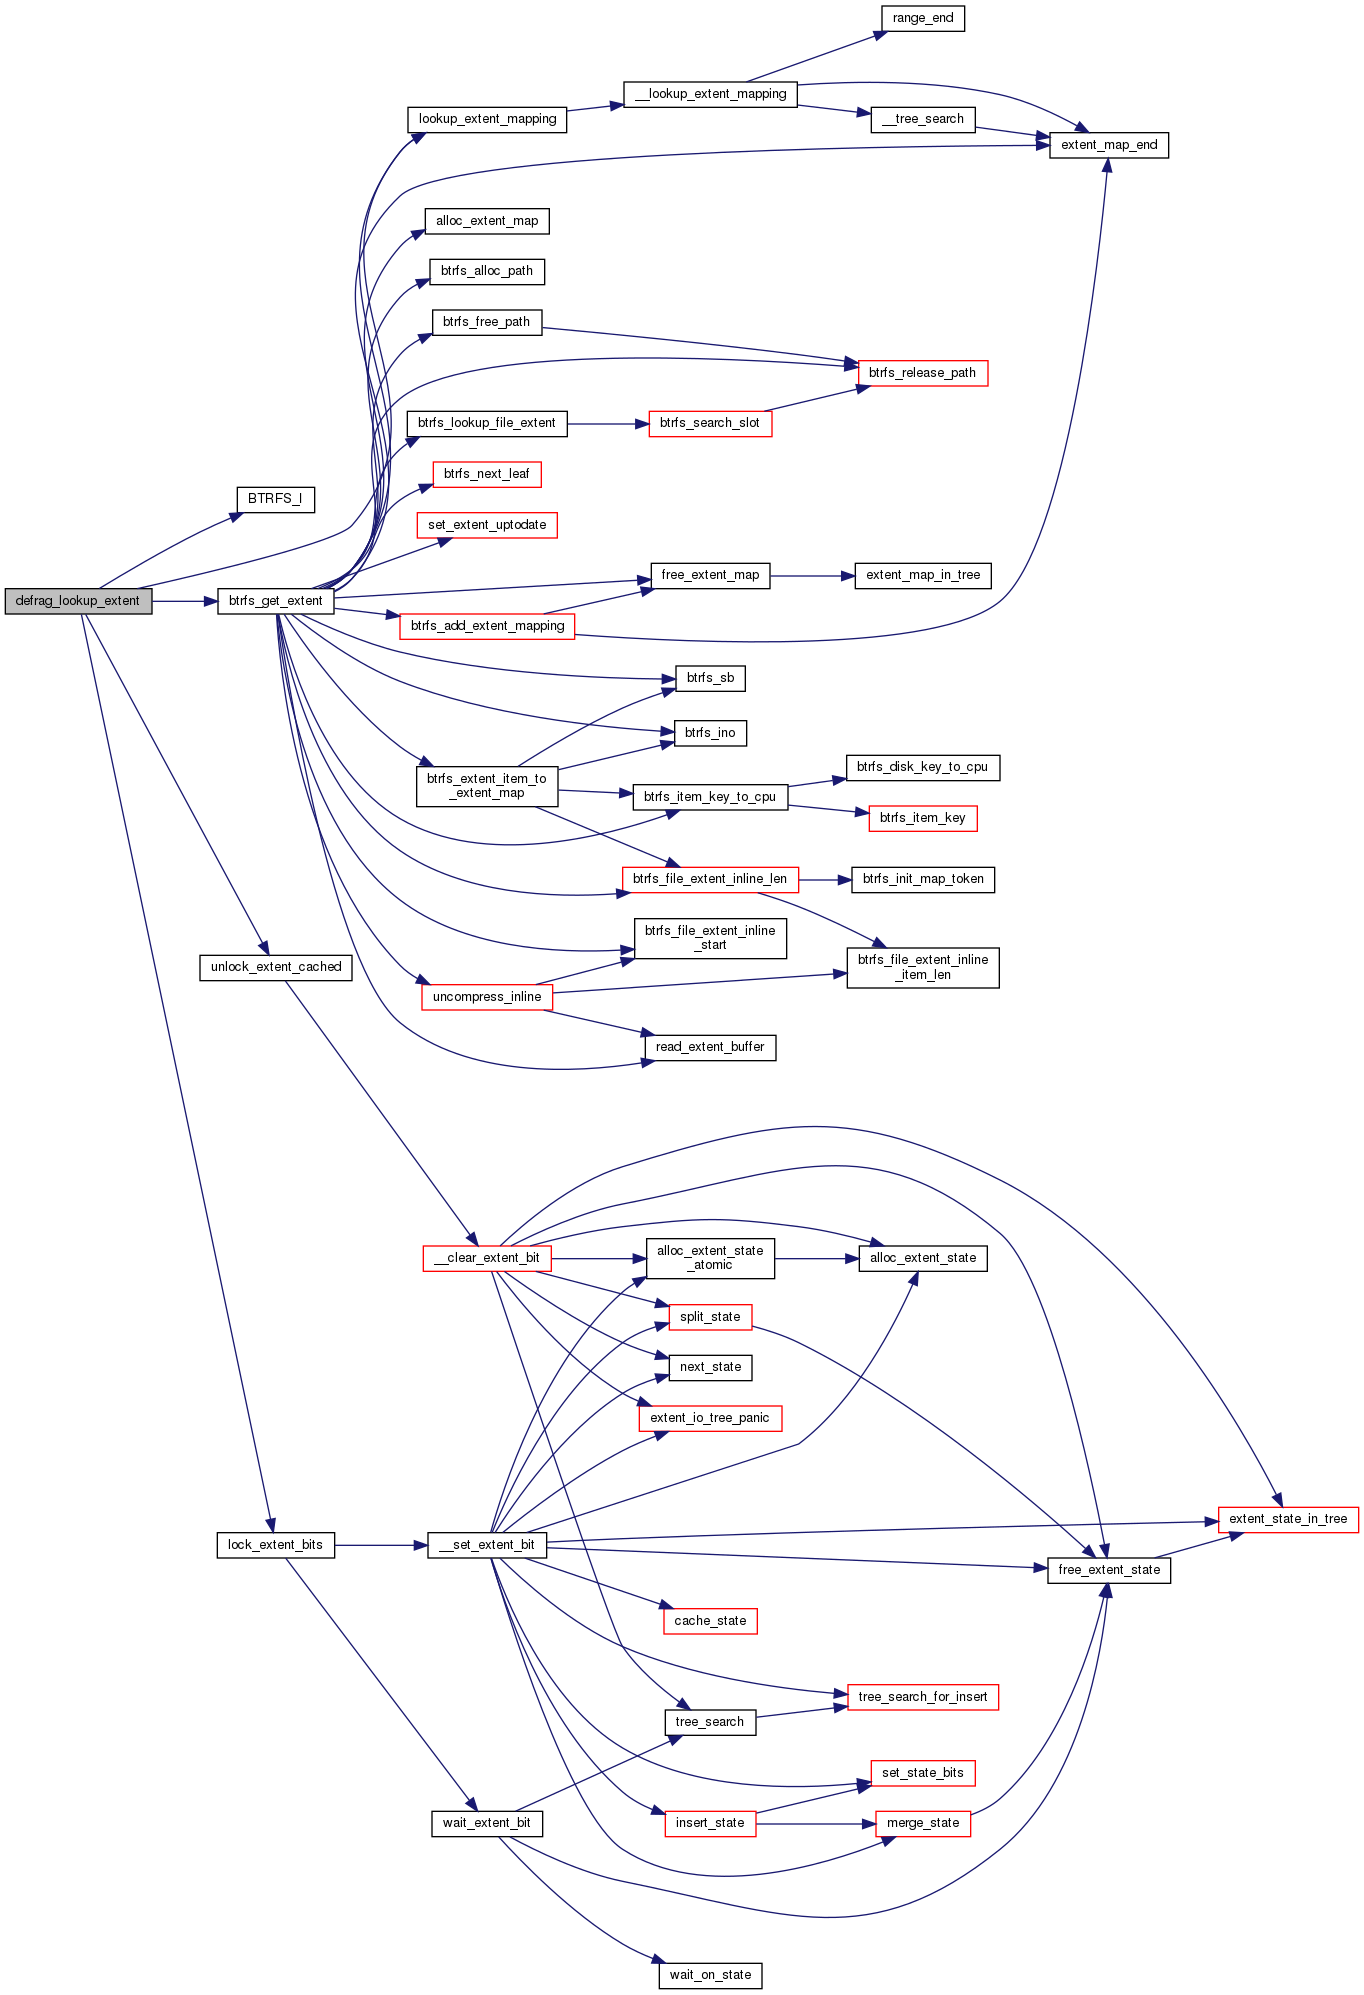 range_end
__lookup_extent_mapping
lookup_extent_mapping
__tree_search
extent_map_end
alloc_extent_map
btrfs_alloc_path
btrfs_free_path
btrfs_release_path
btrfs_lookup_file_extent
btrfs_search_slot
btrfs_next_leaf
BTRFS_I
set_extent_uptodate
free_extent_map
extent_map_in_tree
defrag_lookup_extent
btrfs_get_extent
btrfs_add_extent_mapping
btrfs_sb
btrfs_ino
btrfs_extent_item_to
_extent_map
btrfs_disk_key_to_cpu
btrfs_item_key_to_cpu
btrfs_item_key
btrfs_file_extent_inline_len
btrfs_init_map_token
btrfs_file_extent_inline
_start
btrfs_file_extent_inline
_item_len
unlock_extent_cached
uncompress_inline
read_extent_buffer
__clear_extent_bit
alloc_extent_state
_atomic
alloc_extent_state
split_state
next_state
extent_io_tree_panic
extent_state_in_tree
lock_extent_bits
__set_extent_bit
free_extent_state
cache_state
tree_search_for_insert
tree_search
set_state_bits
wait_extent_bit
insert_state
merge_state
wait_on_state